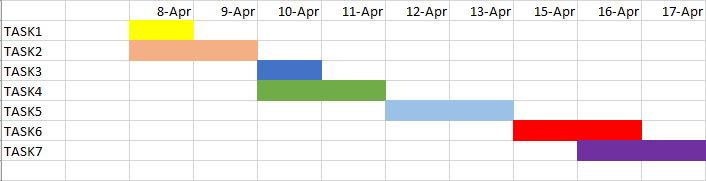 8-Apr 9-Apr 10-Apr 11-Apr 12-Apr 13-Apr 15-Apr 16-Apr 17-Apr
TASK1
TASK2
TASK3
TASK4
TASK5
TASK6
TASK7